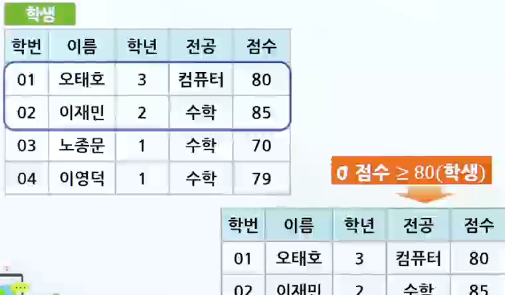 학생
학번 이름 학년 전공 점수
01 오태호 3 컴퓨터 80
02 이재민 2 수학 85
03 노종문 1 수학 70
04 이영덕 1 수학 79
σ 점수 ≥ 80(학생)
학번 이름 학년 전공 점수
01 오태호 3 컴퓨터 80
02 이재민 2 수학 85